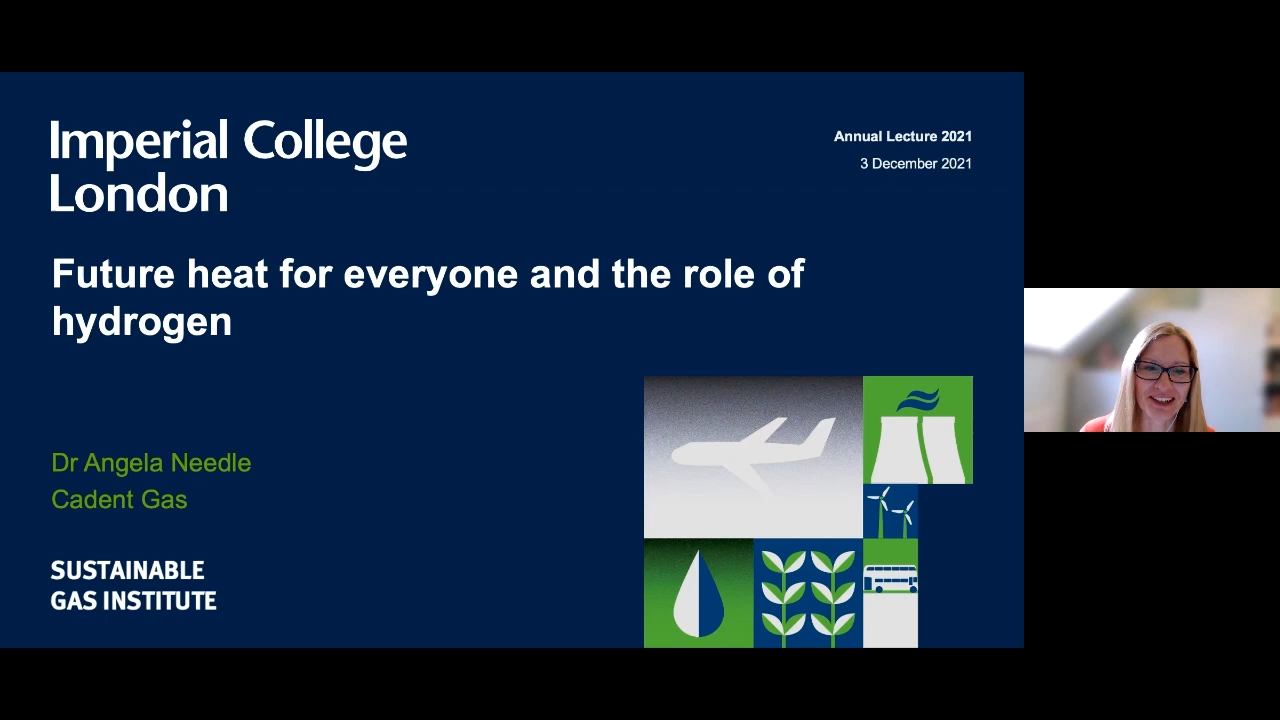 Imperial College
London
Annual Lecture 2021
3 December 2021
Future heat for everyone and the role of
hydrogen
Dr Angela Needle
Cadent Gas
SUSTAINABLE
GAS INSTITUTE